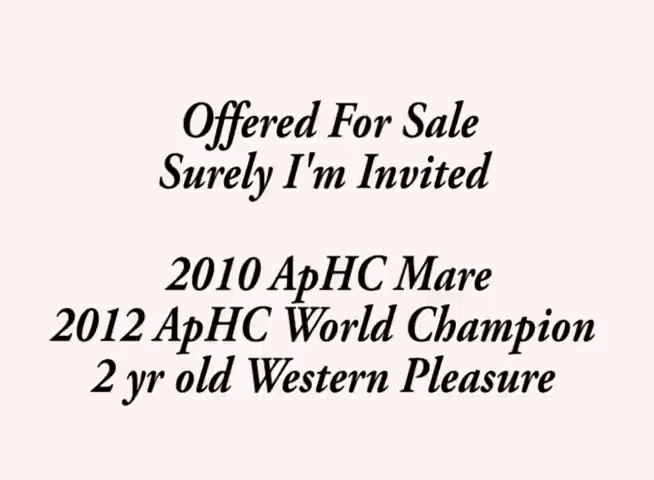 Offered For Sale
Surely I'm Invited
2010 ApHC Mare
2012 ApHC World Champion
2 yr old Western Pleasure